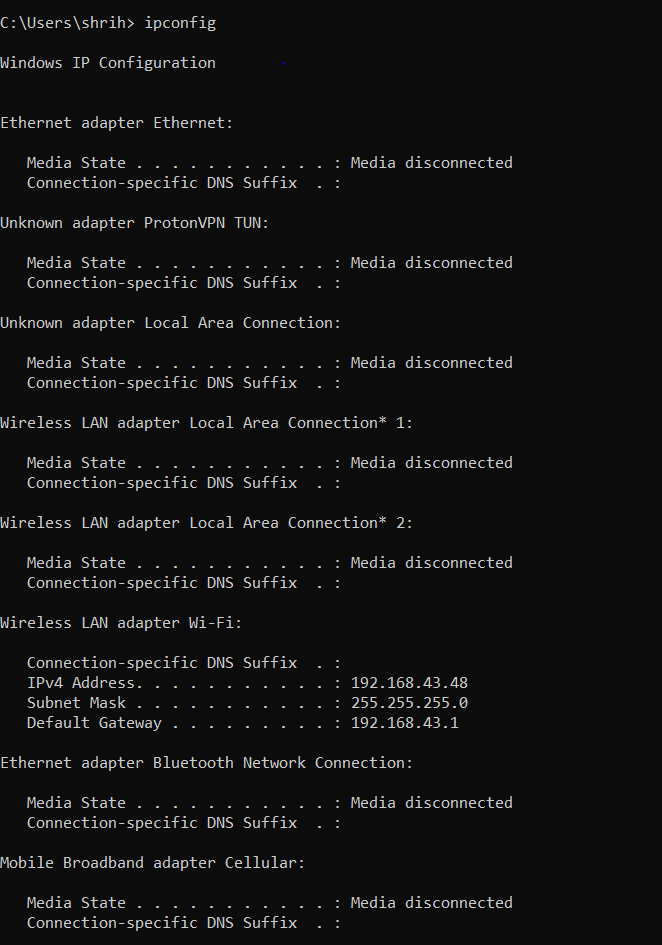 C:\Users\shrih> ipconfig
Windows IP Configuration
Ethernet adapter Ethernet:
   Media State . . . . . . . . . . . : Media disconnected
   Connection-specific DNS Suffix  . :
Unknown adapter ProtonVPN TUN:
   Media State . . . . . . . . . . . : Media disconnected
   Connection-specific DNS Suffix  . :
Unknown adapter Local Area Connection:
   Media State . . . . . . . . . . . : Media disconnected
   Connection-specific DNS Suffix  . :
Wireless LAN adapter Local Area Connection* 1:
   Media State . . . . . . . . . . . : Media disconnected
   Connection-specific DNS Suffix  . :
Wireless LAN adapter Local Area Connection* 2:
   Media State . . . . . . . . . . . : Media disconnected
   Connection-specific DNS Suffix  . :
Wireless LAN adapter Wi-Fi:
   Connection-specific DNS Suffix  . :
   IPv4 Address. . . . . . . . . . . : 192.168.43.48
   Subnet Mask . . . . . . . . . . . : 255.255.255.0
   Default Gateway . . . . . . . . . : 192.168.43.1
Ethernet adapter Bluetooth Network Connection:
   Media State . . . . . . . . . . . : Media disconnected
   Connection-specific DNS Suffix  . :
Mobile Broadband adapter Cellular:
   Media State . . . . . . . . . . . : Media disconnected
   Connection-specific DNS Suffix  . :